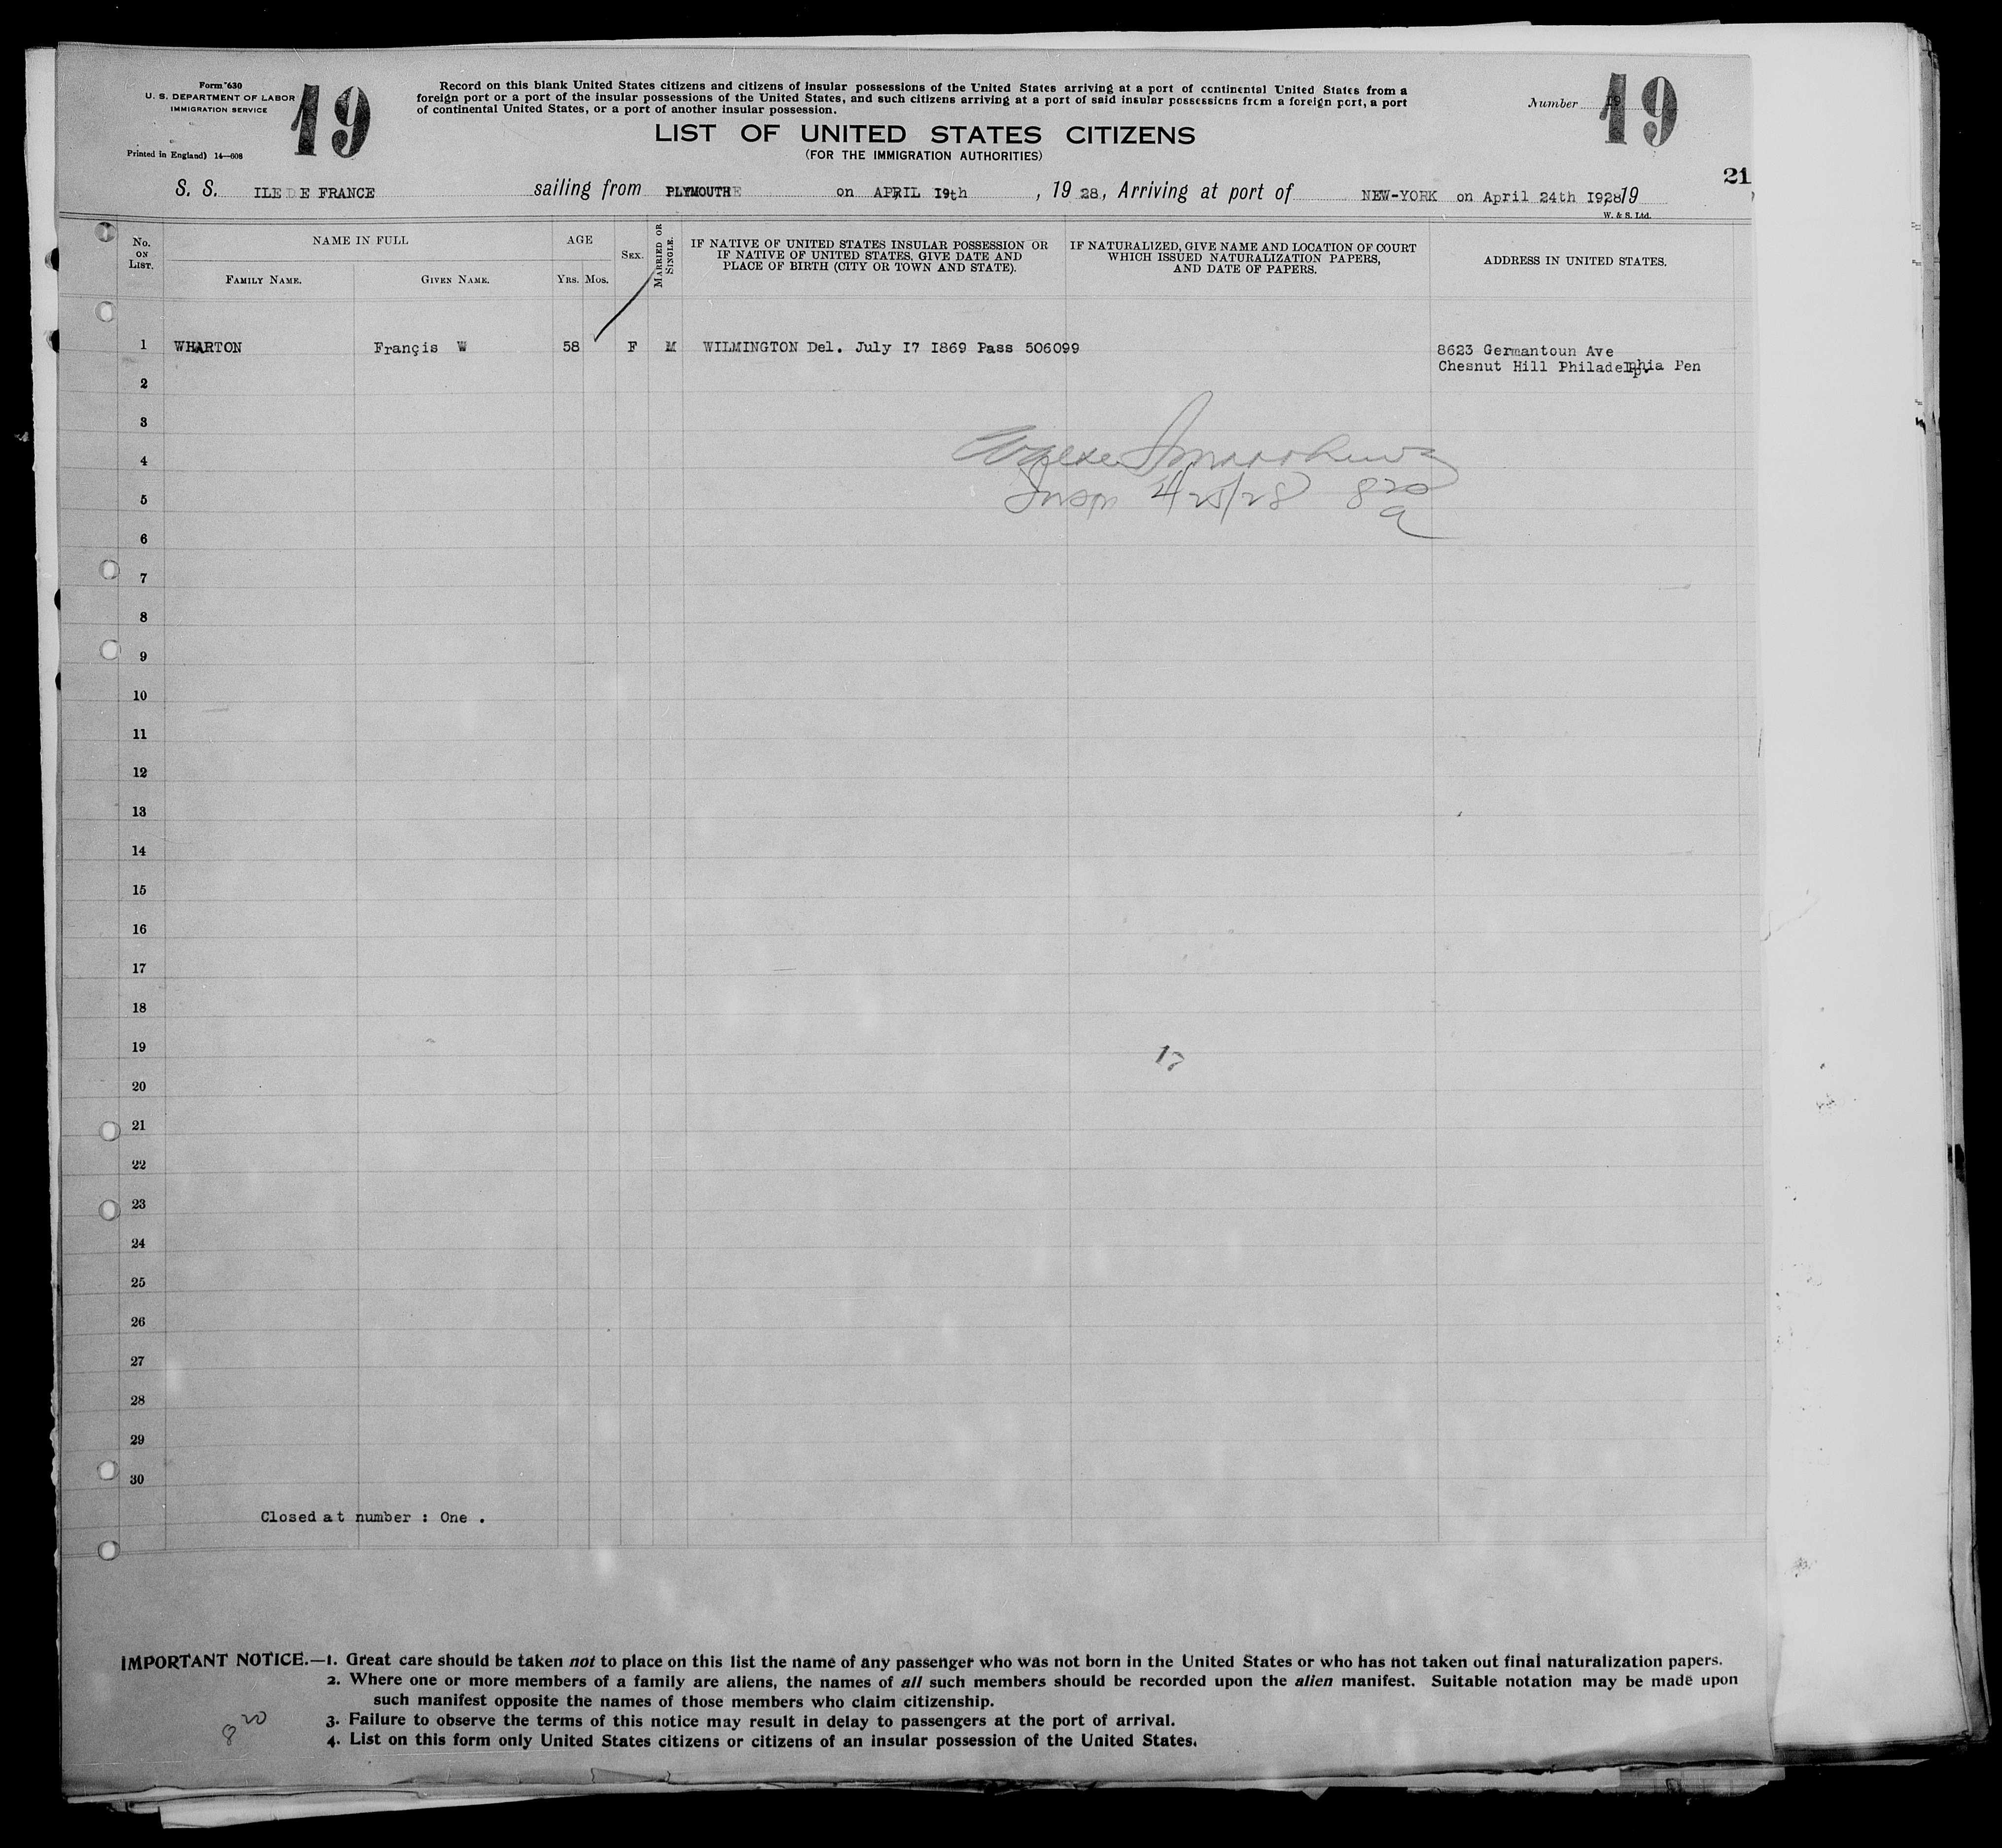 Form 630
U. S. DEPARTMENT OF LABOR
IMMIGRATION SERVICE
Printed in England) 14—608
19
Record on this blank United States citizens and citizens of insular possessions of the United States arriving at a port of continental United States from a
foreign port or a port of the insular possessions of the United States, and such citizens arriving at a port of said insular possessions from a foreign port, a port
of continental United States, or a port of another insular possession.
LIST OF UNITED STATES CITIZENS
(FOR THE IMMIGRATION AUTHORITIES)
Number 19
19
21
S. S. ILE DE FRANCE sailing from PLYMOUTH on APRIL 19th, 19 28, Arriving at port of NEW-YORK on April 24th I928, 19
W. & S. Ltd.
No. ON LIST.
NAME IN FULL
FAMILY NAME.
GIVEN NAME.
AGE
YRS. MOS.
SEX.
MARRIED OR SINGLE.
IF NATIVE OF UNITED STATES INSULAR POSSESSION OR
IF NATIVE OF UNITED STATES, GIVE DATE AND
PLACE OF BIRTH (CITY OR TOWN AND STATE).
IF NATURALIZED, GIVE NAME AND LOCATION OF COURT
WHICH ISSUED NATURALIZATION PAPERS,
AND DATE OF PAPERS.
ADDRESS IN UNITED STATES.
1 WHARTON Françis W 58 F M WILMINGTON Del. July I7 I869 Pass 506099 8623 Germantoun Ave
Chesnut Hill Philadelphia Pen
2
3
4
Insp 4/25/28 8 20 a
5
6
7
8
9
10
11
12
13
14
15
16
17
18
19
17
20
21
22
23
24
25
26
27
28
29
30
Closed at number : One .
IMPORTANT NOTICE.—1. Great care should be taken not to place on this list the name of any passenger who was not born in the United States or who has not taken out final naturalization papers.
2. Where one or more members of a family are aliens, the names of all such members should be recorded upon the alien manifest. Suitable notation may be made upon
such manifest opposite the names of those members who claim citizenship.
3. Failure to observe the terms of this notice may result in delay to passengers at the port of arrival.
4. List on this form only United States citizens or citizens of an insular possession of the United States.
8 20